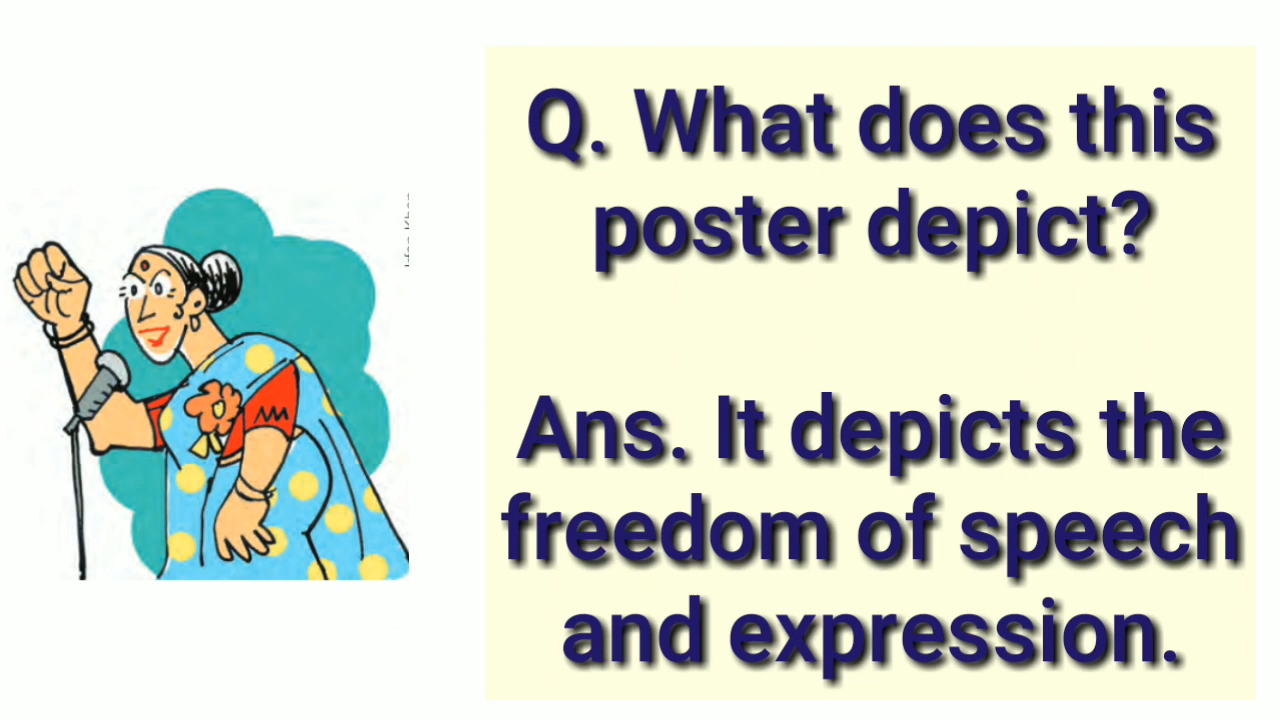 Q. What does this
poster depict?
Ans. It depicts the
freedom of speech
and expression.